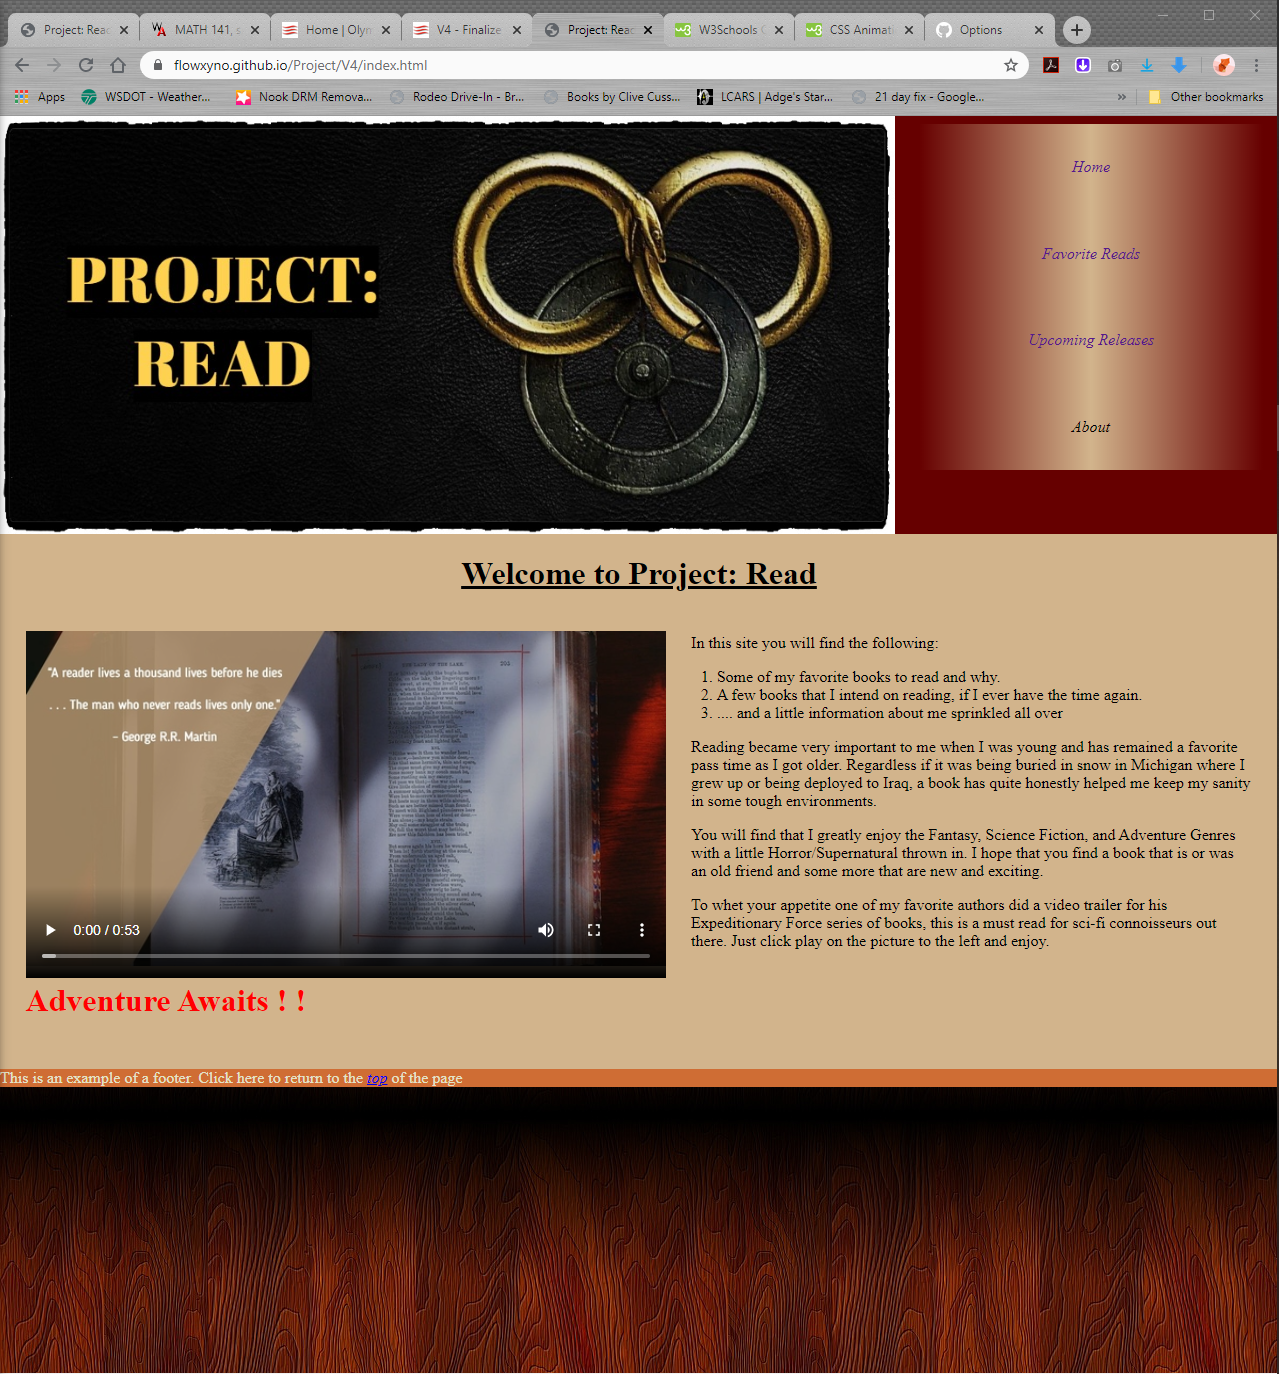 Project: Read
MATH 141, s
Home | Olym
V4 - Finalize
Project: Read
W3Schools
CSS Animati
Options
flowxyno.github.io/Project/V4/index.html
Apps
WSDOT - Weather...
Nook DRM Remova...
Rodeo Drive-In - Br...
Books by Clive Cuss...
LCARS | Adge's Star...
21 day fix - Google...
»
Other bookmarks
PROJECT:
READ
Home
Favorite Reads
Upcoming Releases
About
Welcome to Project: Read
"A reader lives a thousand lives before he dies
. . . The man who never reads lives only one."
– George R.R. Martin
THE LADY OF THE LAKE
0:00 / 0:53
Adventure Awaits ! !
In this site you will find the following:
1. Some of my favorite books to read and why.
2. A few books that I intend on reading, if I ever have the time again.
3. .... and a little information about me sprinkled all over
Reading became very important to me when I was young and has remained a favorite
pass time as I got older. Regardless if it was being buried in snow in Michigan where I
grew up or being deployed to Iraq, a book has quite honestly helped me keep my sanity
in some tough environments.
You will find that I greatly enjoy the Fantasy, Science Fiction, and Adventure Genres
with a little Horror/Supernatural thrown in. I hope that you find a book that is or was
an old friend and some more that are new and exciting.
To whet your appetite one of my favorite authors did a video trailer for his
Expeditionary Force series of books, this is a must read for sci-fi connoisseurs out
there. Just click play on the picture to the left and enjoy.
This is an example of a footer. Click here to return to the top of the page